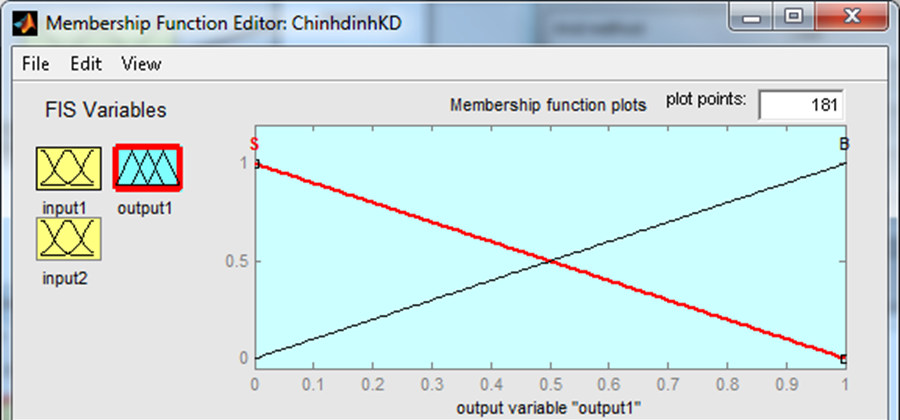 Membership Function Editor: ChinhdinhKD
File Edit View
FIS Variables
Membership function plots plot points: 181
S B
1
input1 output1
0.5
input2
0
0 0.1 0.2 0.3 0.4 0.5 0.6 0.7 0.8 0.9 1
output variable "output1"